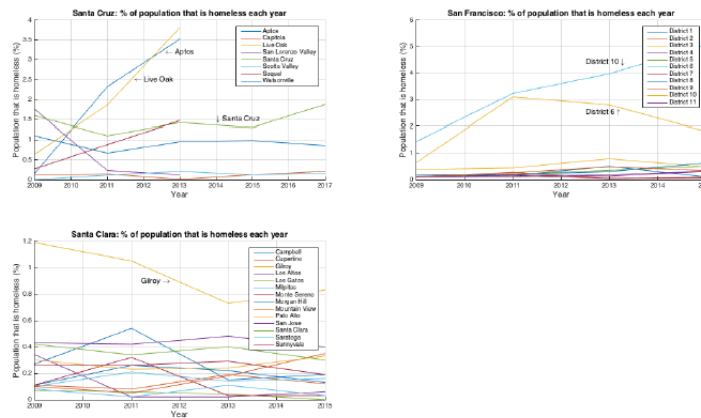 Santa Cruz: % of population that is homeless each year
Population that is homeless (%)
4
3.5
3
2.5
2
1.5
1
0.5
0
2009 2010 2011 2012 2013 2014 2015 2016 2017
Year
←Aptos
←Live Oak
↓Santa Cruz
Aptos
Capitola
Live Oak
San Lorenzo Valley
Santa Cruz
Scotts Valley
Soquel
Watsonville
San Francisco: % of population that is homeless each year
Population that is homeless (%)
6
5
4
3
2
1
0
2009 2010 2011 2012 2013 2014
Year
District 10 ↓
District 6 ↑
District 1
District 2
District 3
District 4
District 5
District 6
District 7
District 8
District 9
District 10
District 11
Santa Clara: % of population that is homeless each year
Population that is homeless (%)
1.2
1
0.8
0.6
0.4
0.2
0
2009 2010 2011 2012 2013 2014 2015
Year
Gilroy →
Campbell
Cupertino
Gilroy
Los Altos
Los Gatos
Milpitas
Monte Sereno
Morgan Hill
Mountain View
Palo Alto
San Jose
Santa Clara
Saratoga
Sunnyvale